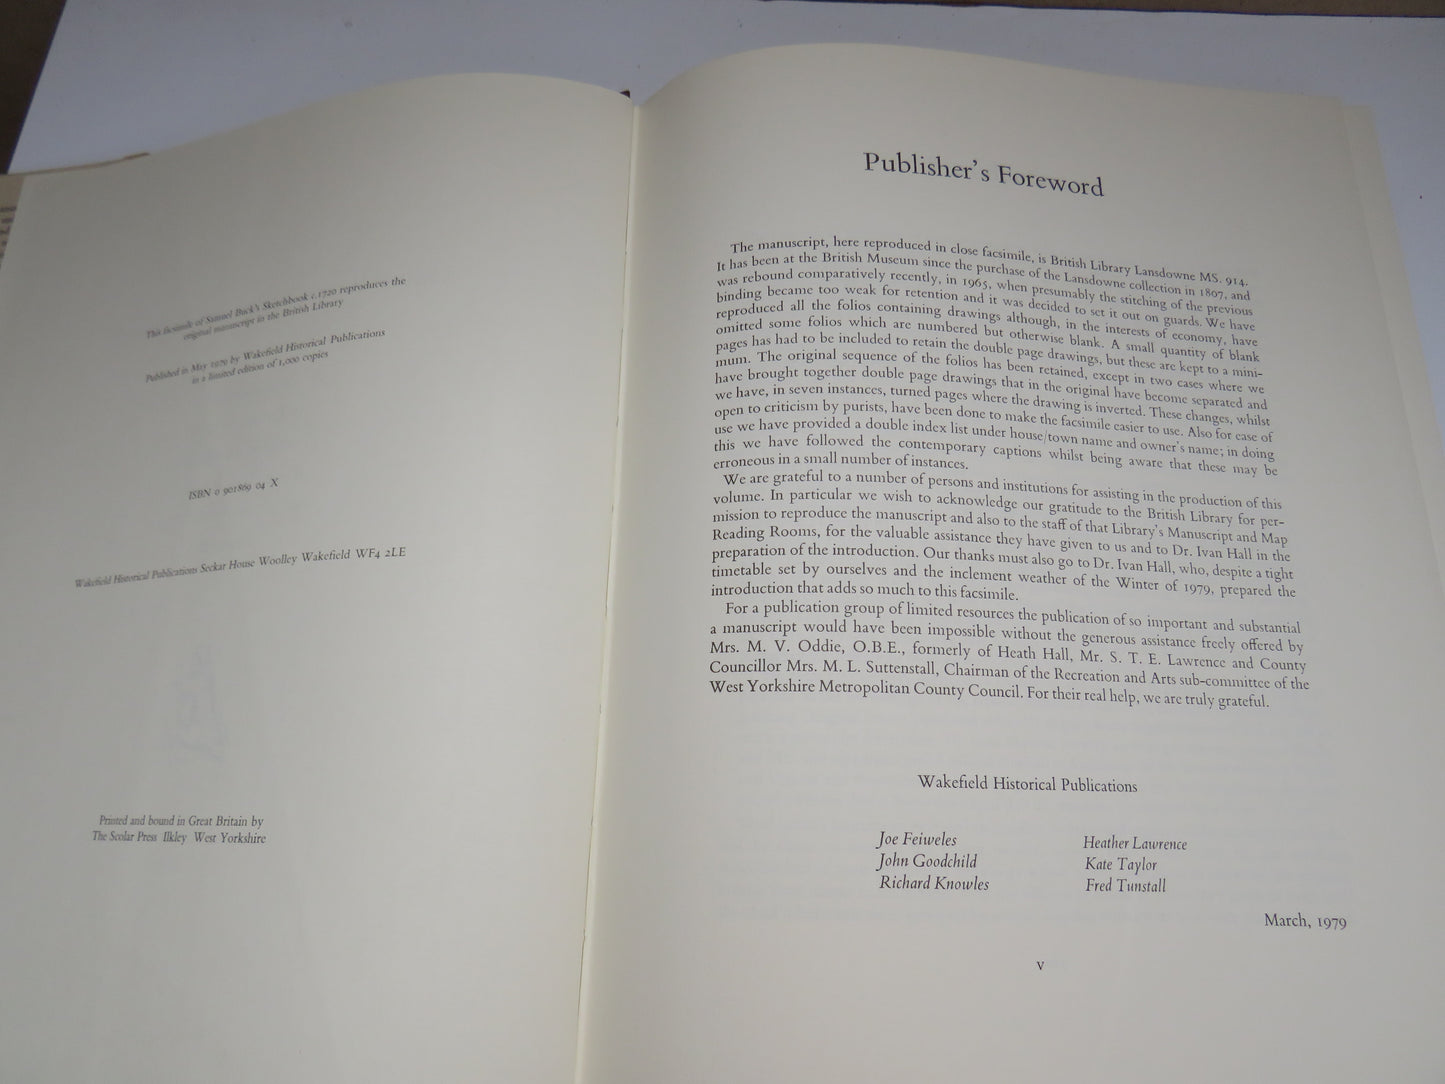 This facsimile of Samuel Buck's Sketchbook c.1720 reproduces the
original manuscript in the British Library
Published in May 1979 by Wakefield Historical Publications
in a limited edition of 1,000 copies
ISBN 0 901869 04 X
Wakefield Historical Publications Seckar House Woolley Wakefield WF4 2LE
Printed and bound in Great Britain by
The Scolar Press Ilkley West Yorkshire
Publisher's Foreword
The manuscript, here reproduced in close facsimile, is British Library Lansdowne MS. 914.
It has been at the British Museum since the purchase of the Lansdowne collection in 1807, and
was rebound comparatively recently, in 1965, when presumably the stitching of the previous
binding became too weak for retention and it was decided to set it out on guards. We have
reproduced all the folios containing drawings although, in the interests of economy, have
omitted some folios which are numbered but otherwise blank. A small quantity of blank
pages has had to be included to retain the double page drawings, but these are kept to a mini-
mum. The original sequence of the folios has been retained, except in two cases where we
have brought together double page drawings that in the original have become separated and
we have, in seven instances, turned pages where the drawing is inverted. These changes, whilst
open to criticism by purists, have been done to make the facsimile easier to use. Also for ease of
use we have provided a double index list under house/town name and owner's name; in doing
this we have followed the contemporary captions whilst being aware that these may be
erroneous in a small number of instances.
We are grateful to a number of persons and institutions for assisting in the production of this
volume. In particular we wish to acknowledge our gratitude to the British Library for per-
mission to reproduce the manuscript and also to the staff of that Library's Manuscript and Map
Reading Rooms, for the valuable assistance they have given to us and to Dr. Ivan Hall in the
preparation of the introduction. Our thanks must also go to Dr. Ivan Hall, who, despite a tight
timetable set by ourselves and the inclement weather of the Winter of 1979, prepared the
introduction that adds so much to this facsimile.
For a publication group of limited resources the publication of so important and substantial
a manuscript would have been impossible without the generous assistance freely offered by
Mrs. M. V. Oddie, O.B.E., formerly of Heath Hall, Mr. S. T. E. Lawrence and County
Councillor Mrs. M. L. Suttenstall, Chairman of the Recreation and Arts sub-committee of the
West Yorkshire Metropolitan County Council. For their real help, we are truly grateful.
Wakefield Historical Publications
Joe Feiweles Heather Lawrence
John Goodchild Kate Taylor
Richard Knowles Fred Tunstall
March, 1979
v